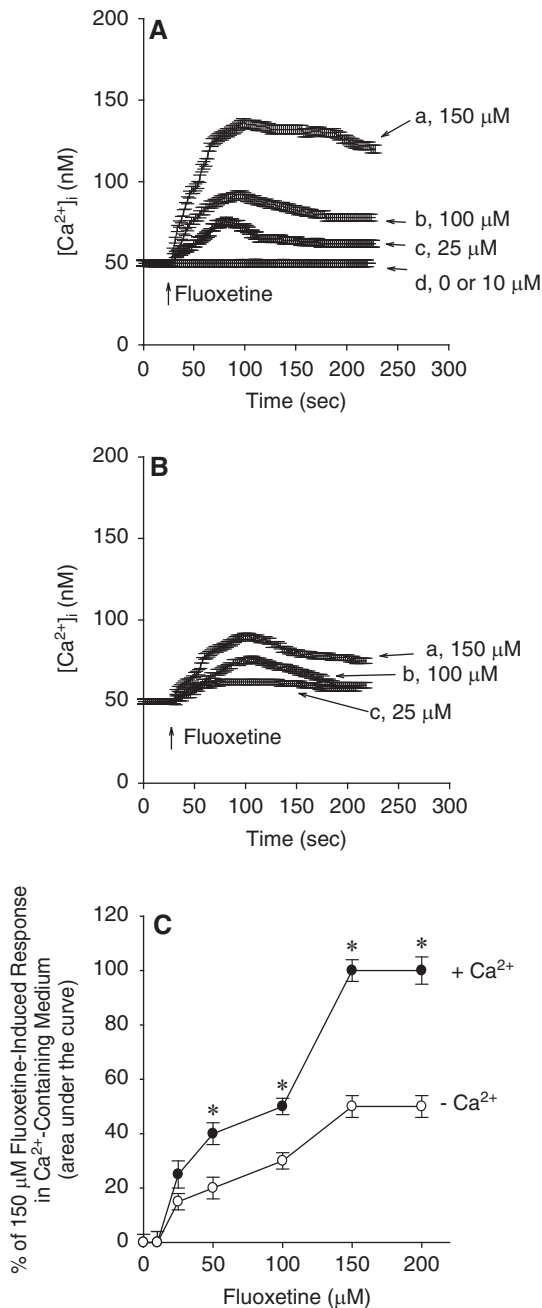 A
200
150
100
50
0
[Ca²⁺]ᵢ (nM)
a, 150 μM
b, 100 μM
c, 25 μM
d, 0 or 10 μM
Fluoxetine
0 50 100 150 200 250 300
Time (sec)
B
200
150
100
50
0
[Ca²⁺]ᵢ (nM)
a, 150 μM
b, 100 μM
c, 25 μM
Fluoxetine
0 50 100 150 200 250 300
Time (sec)
C
% of 150 μM Fluoxetine-Induced Response
in Ca²⁺-Containing Medium
(area under the curve)
120
100
80
60
40
20
0
* * * *
+ Ca²⁺
- Ca²⁺
0 50 100 150 200
Fluoxetine (μM)